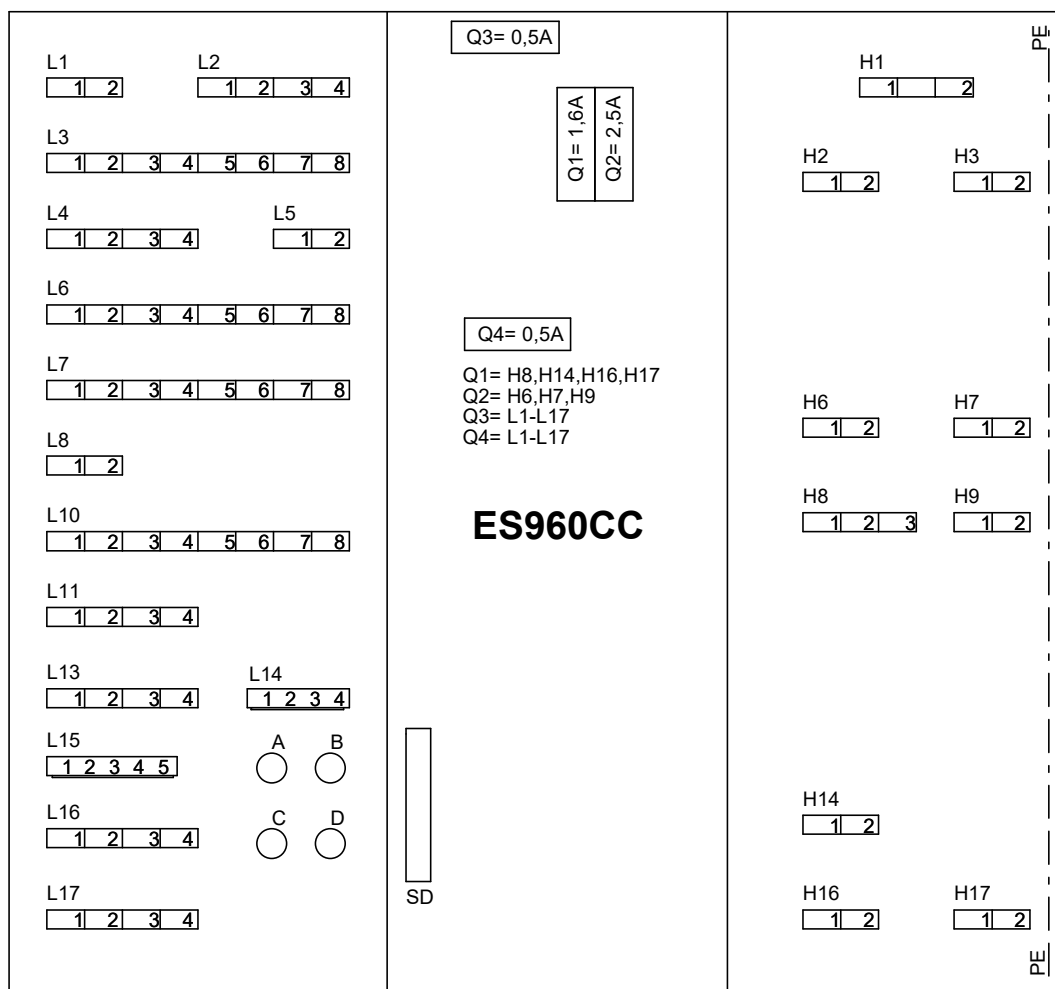 L1 L2
1 2 1 2 3 4
L3
1 2 3 4 5 6 7 8
L4 L5
1 2 3 4 1 2
L6
1 2 3 4 5 6 7 8
L7
1 2 3 4 5 6 7 8
L8
1 2
L10
1 2 3 4 5 6 7 8
L11
1 2 3 4
L13 L14
1 2 3 4 1 2 3 4
L15 A B
1 2 3 4 5
L16 C D
1 2 3 4
L17
1 2 3 4
Q3= 0,5A
Q1= 1,6A
Q2= 2,5A
Q4= 0,5A
Q1= H8,H14,H16,H17
Q2= H6,H7,H9
Q3= L1-L17
Q4= L1-L17
ES960CC
SD
PE
H1
1 2
H2 H3
1 2 1 2
H6 H7
1 2 1 2
H8 H9
1 2 3 1 2
H14
1 2
H16 H17
1 2 1 2
PE